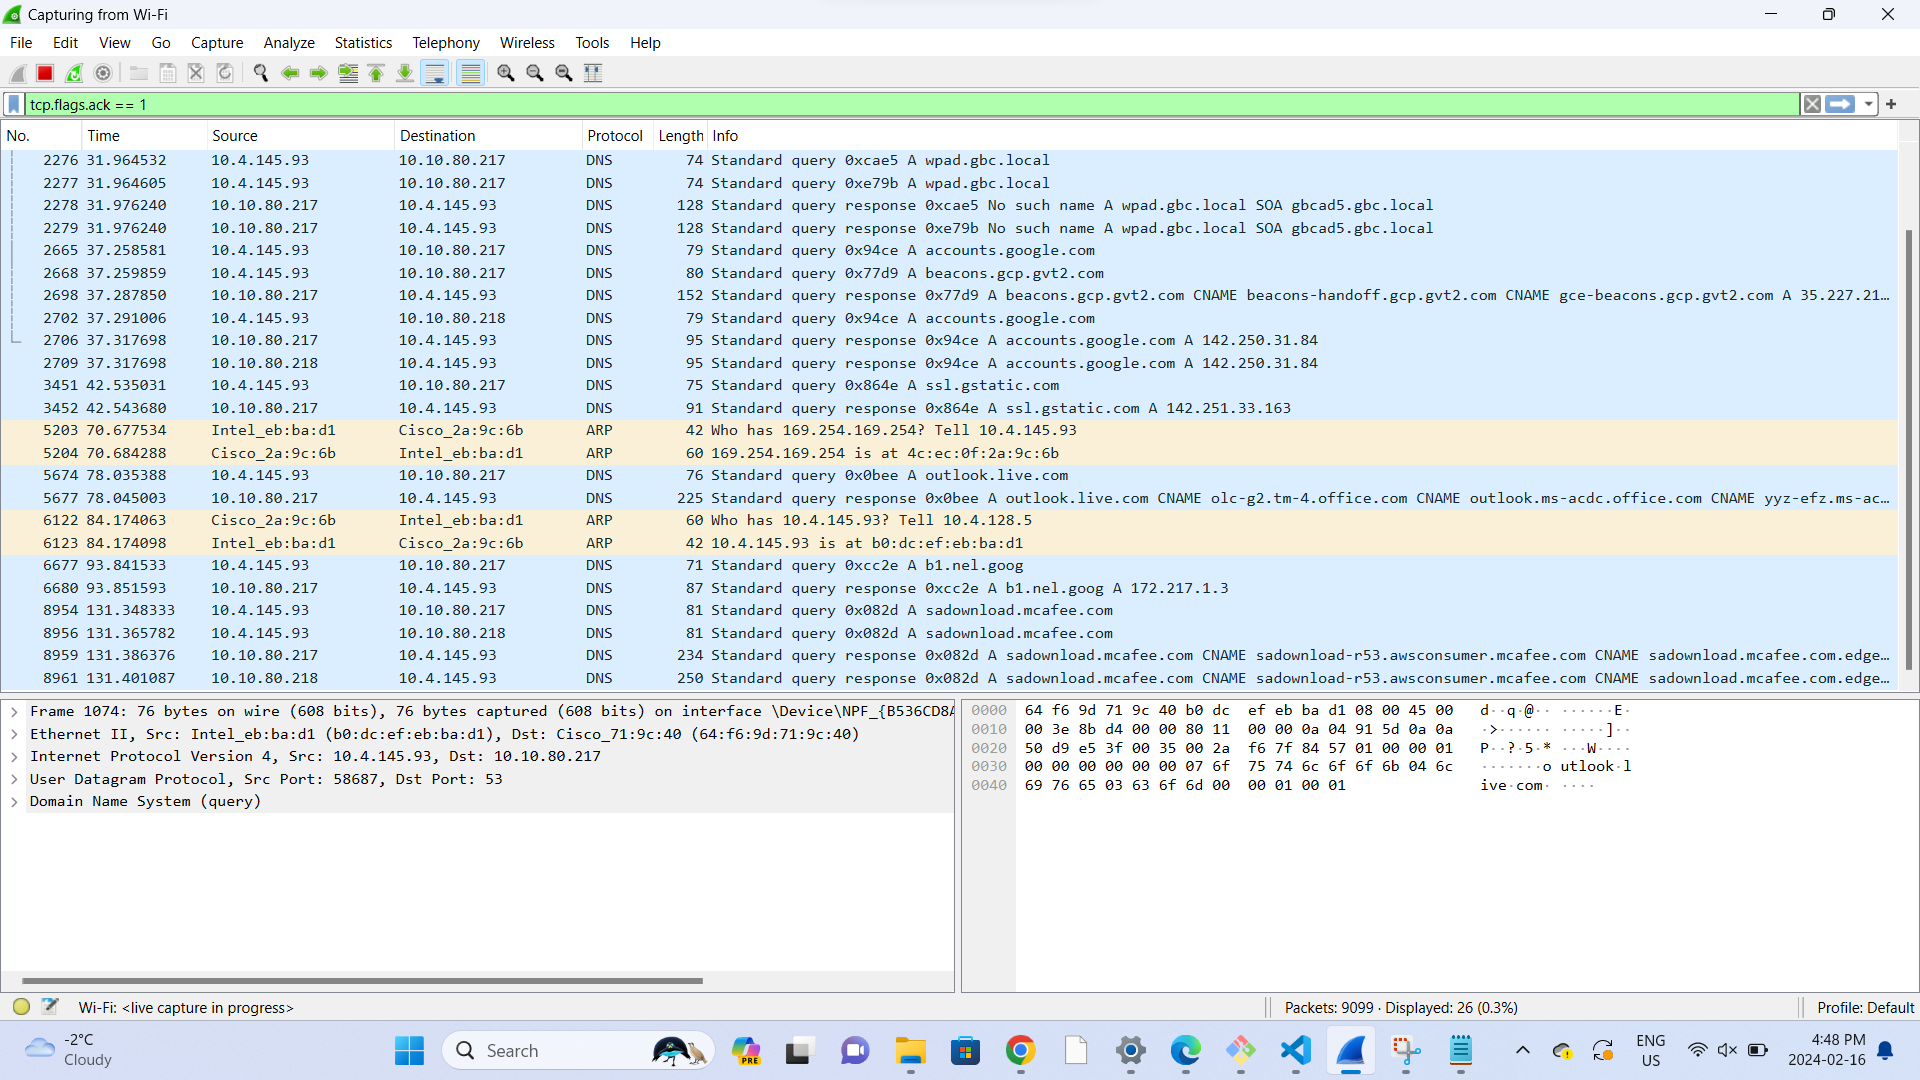 Capturing from Wi-Fi
File Edit View Go Capture Analyze Statistics Telephony Wireless Tools Help
tcp.flags.ack == 1
No. Time Source Destination Protocol Length Info
2276 31.964532 10.4.145.93 10.10.80.217 DNS 74 Standard query 0xcae5 A wpad.gbc.local
2277 31.964605 10.4.145.93 10.10.80.217 DNS 74 Standard query 0xe79b A wpad.gbc.local
2278 31.976240 10.10.80.217 10.4.145.93 DNS 128 Standard query response 0xcae5 No such name A wpad.gbc.local SOA gbcad5.gbc.local
2279 31.976240 10.10.80.217 10.4.145.93 DNS 128 Standard query response 0xe79b No such name A wpad.gbc.local SOA gbcad5.gbc.local
2665 37.258581 10.4.145.93 10.10.80.217 DNS 79 Standard query 0x94ce A accounts.google.com
2668 37.259859 10.4.145.93 10.10.80.217 DNS 80 Standard query 0x77d9 A beacons.gcp.gvt2.com
2698 37.287850 10.10.80.217 10.4.145.93 DNS 152 Standard query response 0x77d9 A beacons.gcp.gvt2.com CNAME beacons-handoff.gcp.gvt2.com CNAME gce-beacons.gcp.gvt2.com A 35.227.21…
2702 37.291006 10.4.145.93 10.10.80.218 DNS 79 Standard query 0x94ce A accounts.google.com
2706 37.317698 10.10.80.217 10.4.145.93 DNS 95 Standard query response 0x94ce A accounts.google.com A 142.250.31.84
2709 37.317698 10.10.80.218 10.4.145.93 DNS 95 Standard query response 0x94ce A accounts.google.com A 142.250.31.84
3451 42.535031 10.4.145.93 10.10.80.217 DNS 75 Standard query 0x864e A ssl.gstatic.com
3452 42.543680 10.10.80.217 10.4.145.93 DNS 91 Standard query response 0x864e A ssl.gstatic.com A 142.251.33.163
5203 70.677534 Intel_eb:ba:d1 Cisco_2a:9c:6b ARP 42 Who has 169.254.169.254? Tell 10.4.145.93
5204 70.684288 Cisco_2a:9c:6b Intel_eb:ba:d1 ARP 60 169.254.169.254 is at 4c:ec:0f:2a:9c:6b
5674 78.035388 10.4.145.93 10.10.80.217 DNS 76 Standard query 0x0bee A outlook.live.com
5677 78.045003 10.10.80.217 10.4.145.93 DNS 225 Standard query response 0x0bee A outlook.live.com CNAME olc-g2.tm-4.office.com CNAME outlook.ms-acdc.office.com CNAME yyz-efz.ms-ac…
6122 84.174063 Cisco_2a:9c:6b Intel_eb:ba:d1 ARP 60 Who has 10.4.145.93? Tell 10.4.128.5
6123 84.174098 Intel_eb:ba:d1 Cisco_2a:9c:6b ARP 42 10.4.145.93 is at b0:dc:ef:eb:ba:d1
6677 93.841533 10.4.145.93 10.10.80.217 DNS 71 Standard query 0xcc2e A b1.nel.goog
6680 93.851593 10.10.80.217 10.4.145.93 DNS 87 Standard query response 0xcc2e A b1.nel.goog A 172.217.1.3
8954 131.348333 10.4.145.93 10.10.80.217 DNS 81 Standard query 0x082d A sadownload.mcafee.com
8956 131.365782 10.4.145.93 10.10.80.218 DNS 81 Standard query 0x082d A sadownload.mcafee.com
8959 131.386376 10.10.80.217 10.4.145.93 DNS 234 Standard query response 0x082d A sadownload.mcafee.com CNAME sadownload-r53.awsconsumer.mcafee.com CNAME sadownload.mcafee.com.edge…
8961 131.401087 10.10.80.218 10.4.145.93 DNS 250 Standard query response 0x082d A sadownload.mcafee.com CNAME sadownload-r53.awsconsumer.mcafee.com CNAME sadownload.mcafee.com.edge…
Frame 1074: 76 bytes on wire (608 bits), 76 bytes captured (608 bits) on interface \Device\NPF_{B536CD8A
Ethernet II, Src: Intel_eb:ba:d1 (b0:dc:ef:eb:ba:d1), Dst: Cisco_71:9c:40 (64:f6:9d:71:9c:40)
Internet Protocol Version 4, Src: 10.4.145.93, Dst: 10.10.80.217
User Datagram Protocol, Src Port: 58687, Dst Port: 53
Domain Name System (query)
0000 64 f6 9d 71 9c 40 b0 dc ef eb ba d1 08 00 45 00 d··q·@·· ······E·
0010 00 3e 8b d4 00 00 80 11 00 00 0a 04 91 5d 0a 0a ·>······ ·····]··
0020 50 d9 e5 3f 00 35 00 2a f6 7f 84 57 01 00 00 01 P··?·5·* ···W····
0030 00 00 00 00 00 00 07 6f 75 74 6c 6f 6f 6b 04 6c ·······o utlook·l
0040 69 76 65 03 63 6f 6d 00 00 01 00 01 ive·com· ····
Wi-Fi: <live capture in progress>
Packets: 9099 · Displayed: 26 (0.3%)
Profile: Default
-2°C
Cloudy
Search
PRE
ENG
US
4:48 PM
2024-02-16